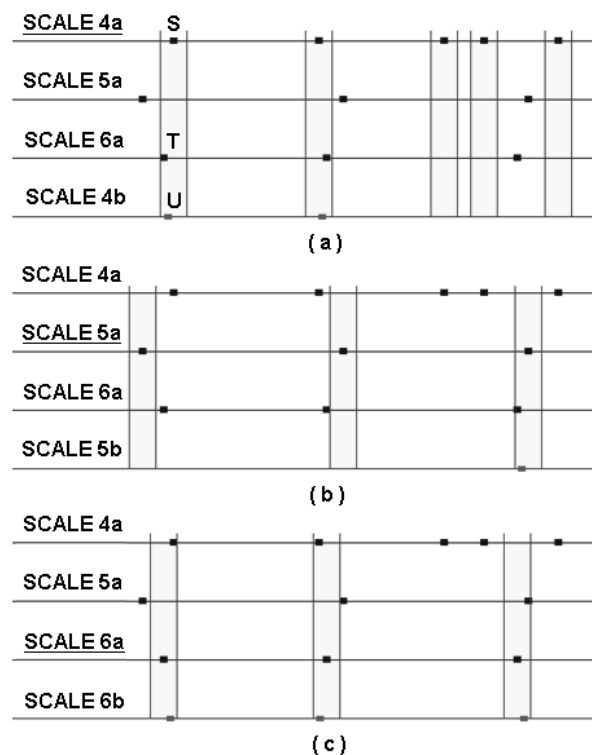 SCALE 4a S
SCALE 5a
SCALE 6a T
SCALE 4b U
( a )
SCALE 4a
SCALE 5a
SCALE 6a
SCALE 5b
( b )
SCALE 4a
SCALE 5a
SCALE 6a
SCALE 6b
( c )